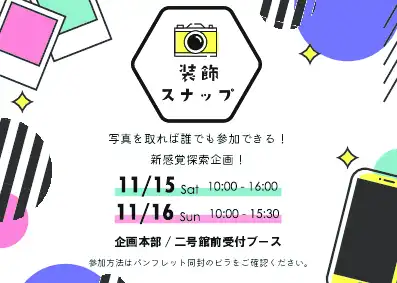 装飾
スナップ
写真を取れば誰でも参加できる！
新感覚探索企画！
11/15 Sat 10:00 - 16:00
11/16 Sun 10:00 - 15:30
企画本部 / 二号館前受付ブース
参加方法はパンフレット同封のビラをご確認ください。